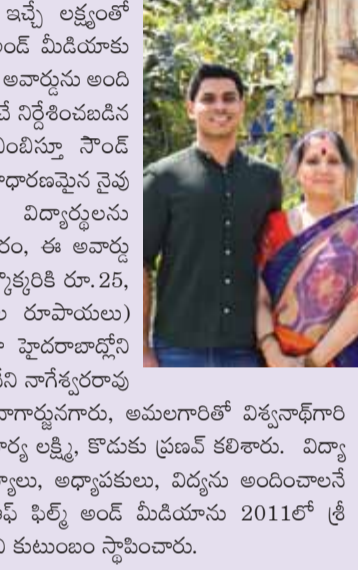 ఇచ్చే లక్ష్యంతో
అండ్ మీడియాకు
అవార్డును అంది
చే నిర్దేశించబడిన
ంబిస్తూ సౌండ్
సాధారణమైన నైపు
విద్యార్థులను
రం, ఈ అవార్డు
క్కొక్కరికి రూ.25,
ల రూపాయలు)
హైదరాబాద్లోని
నాగేశ్వరరావు
నాగార్జునగారు, అమలగారితో విశ్వనాథ్‌గారి
ర్య లక్ష్మి, కొడుకు ప్రణవ్ కలిశారు. విద్యా
అధ్యాపకులు, విద్యను అందించాలనే
ఫ్ ఫిల్మ్ అండ్ మీడియాను 2011లో శ్రీ
కుటుంబం స్థాపించారు.